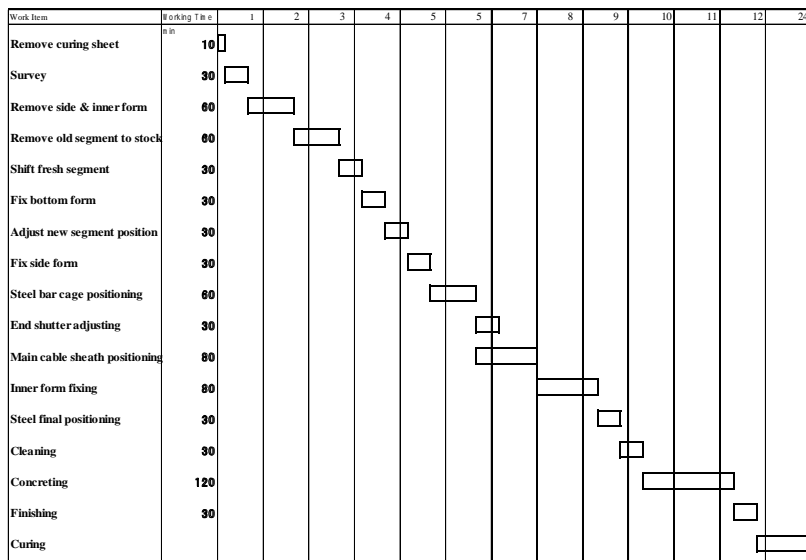 Work Item Working Time 1 2 3 4 5 5 7 8 9 10 11 12 24
min
Remove curing sheet 10
Survey 30
Remove side & inner form 60
Remove old segment to stock 60
Shift fresh segment 30
Fix bottom form 30
Adjust new segment position 30
Fix side form 30
Steel bar cage positioning 60
End shutter adjusting 30
Main cable sheath positioning 80
Inner form fixing 80
Steel final positioning 30
Cleaning 30
Concreting 120
Finishing 30
Curing